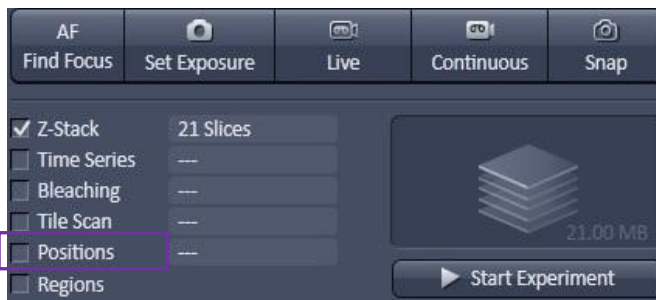 AF
Find Focus
Set Exposure
Live
Continuous
Snap
Z-Stack 21 Slices
Time Series ---
Bleaching ---
Tile Scan ---
Positions ---
Regions
21.00 MB
Start Experiment